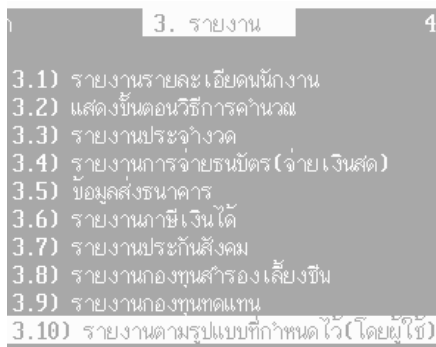 3. รายงาน 4
3.1) รายงานรายละเอียดพนักงาน
3.2) แสดงขั้นตอนวิธีการคำนวณ
3.3) รายงานประจำงวด
3.4) รายงานการจ่ายธนบัตร(จ่ายเงินสด)
3.5) ข้อมูลส่งธนาคาร
3.6) รายงานภาษีเงินได้
3.7) รายงานประกันสังคม
3.8) รายงานกองทุนสำรองเลี้ยงชีพ
3.9) รายงานกองทุนทดแทน
3.10) รายงานตามรูปแบบที่กำหนดไว้(โดยผู้ใช้)